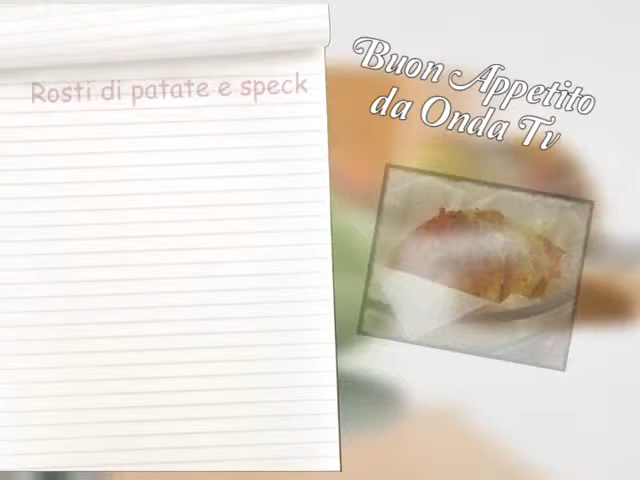 Rosti di patate e speck
Buon Appetito
da Onda Tv